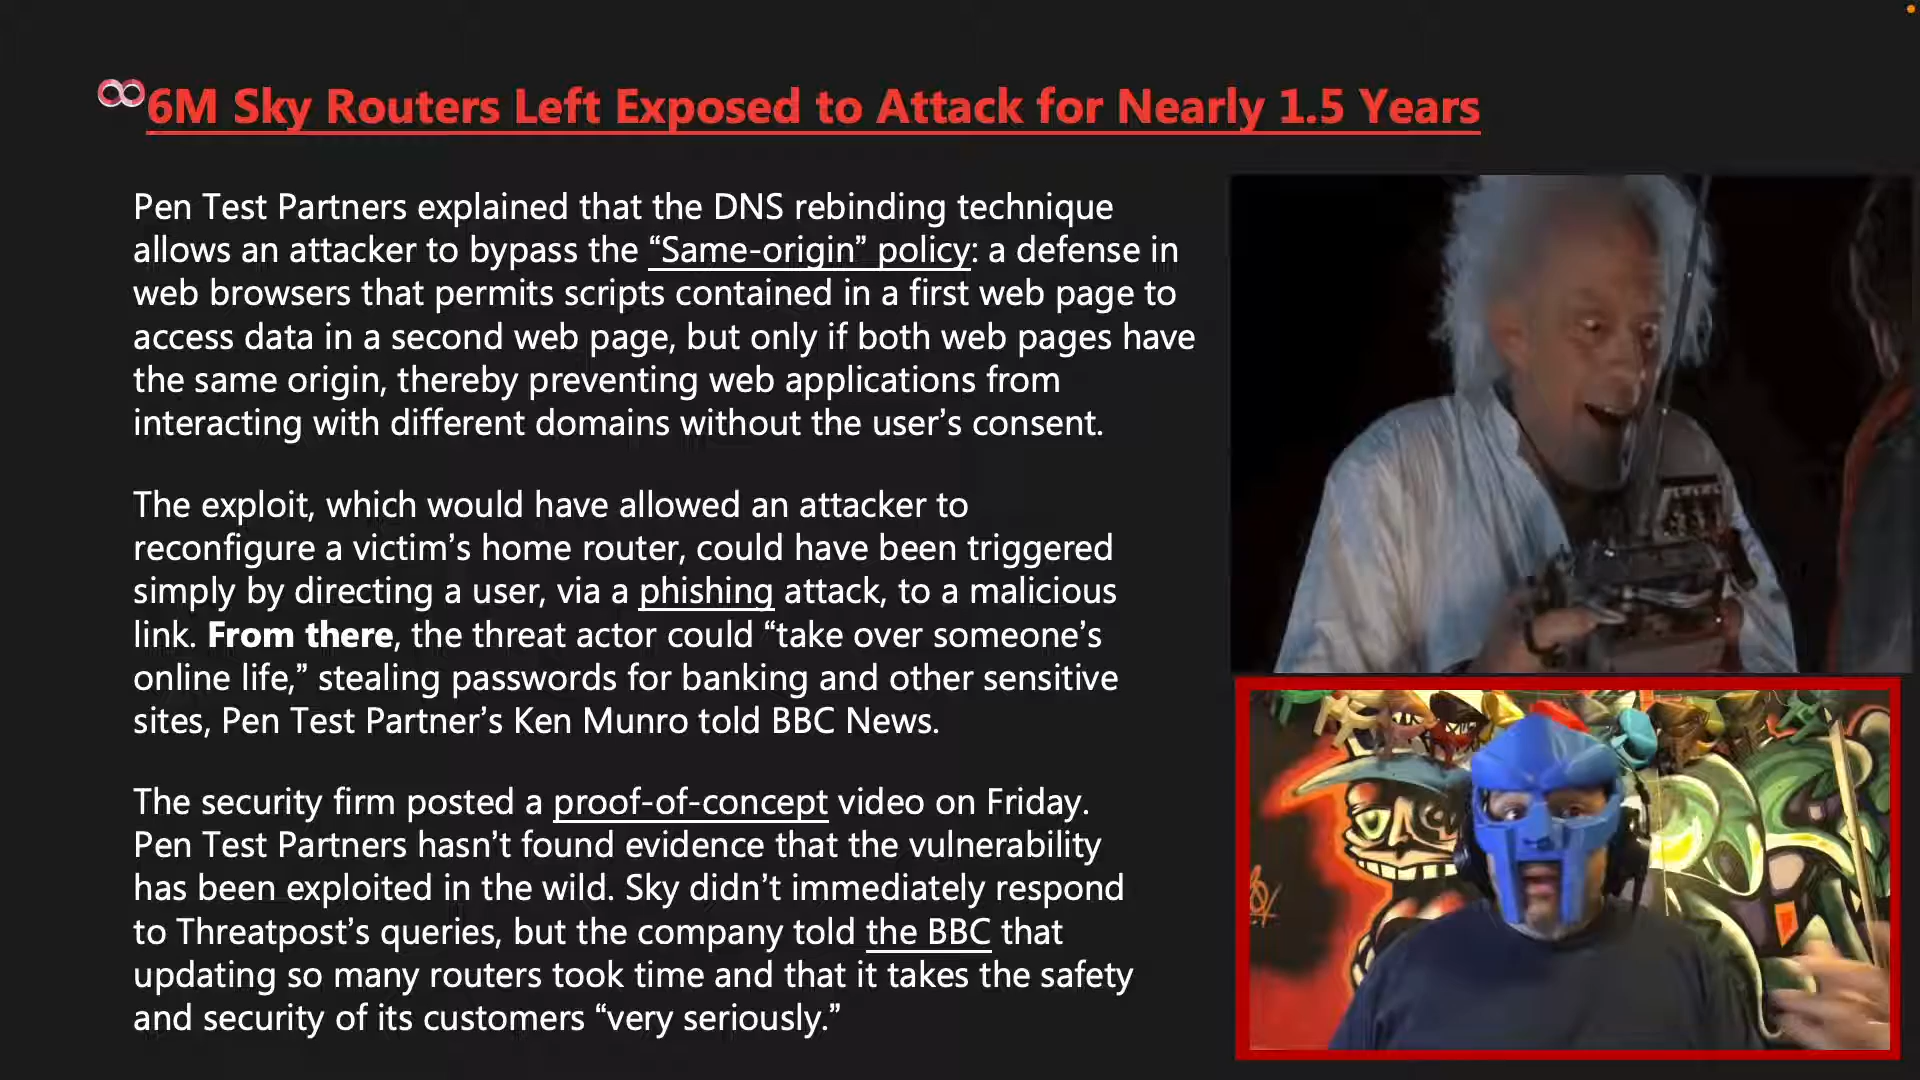 6M Sky Routers Left Exposed to Attack for Nearly 1.5 Years
Pen Test Partners explained that the DNS rebinding technique
allows an attacker to bypass the “Same-origin” policy: a defense in
web browsers that permits scripts contained in a first web page to
access data in a second web page, but only if both web pages have
the same origin, thereby preventing web applications from
interacting with different domains without the user’s consent.
The exploit, which would have allowed an attacker to
reconfigure a victim’s home router, could have been triggered
simply by directing a user, via a phishing attack, to a malicious
link. From there, the threat actor could “take over someone’s
online life,” stealing passwords for banking and other sensitive
sites, Pen Test Partner’s Ken Munro told BBC News.
The security firm posted a proof-of-concept video on Friday.
Pen Test Partners hasn’t found evidence that the vulnerability
has been exploited in the wild. Sky didn’t immediately respond
to Threatpost’s queries, but the company told the BBC that
updating so many routers took time and that it takes the safety
and security of its customers “very seriously.”